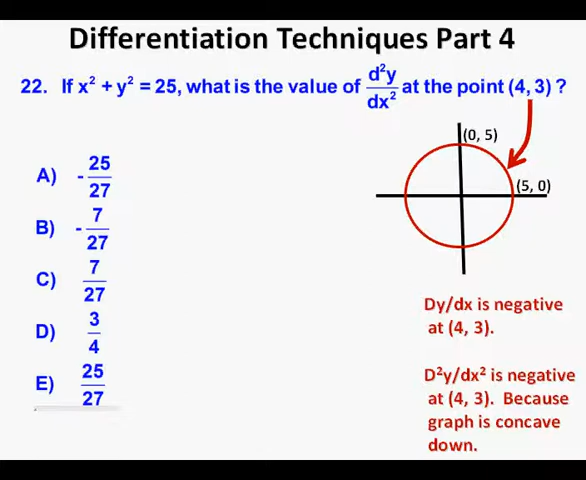 Differentiation Techniques Part 4
22. If x² + y² = 25, what is the value of d²y/dx² at the point (4, 3) ?
(0, 5)
(5, 0)
A) - 25/27
B) - 7/27
C) 7/27
D) 3/4
E) 25/27
Dy/dx is negative
at (4, 3).
D²y/dx² is negative
at (4, 3). Because
graph is concave
down.